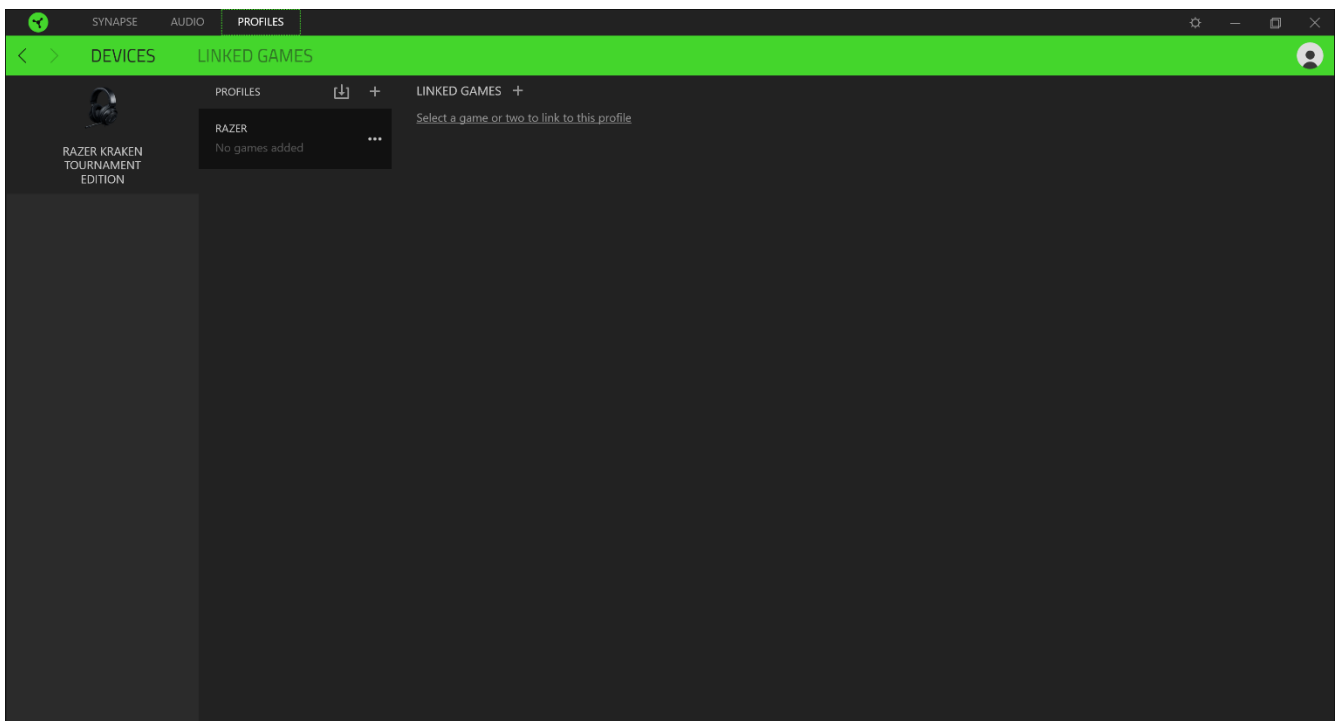 SYNAPSE AUDIO PROFILES
DEVICES LINKED GAMES
RAZER KRAKEN
TOURNAMENT
EDITION
PROFILES
RAZER
No games added
LINKED GAMES +
Select a game or two to link to this profile